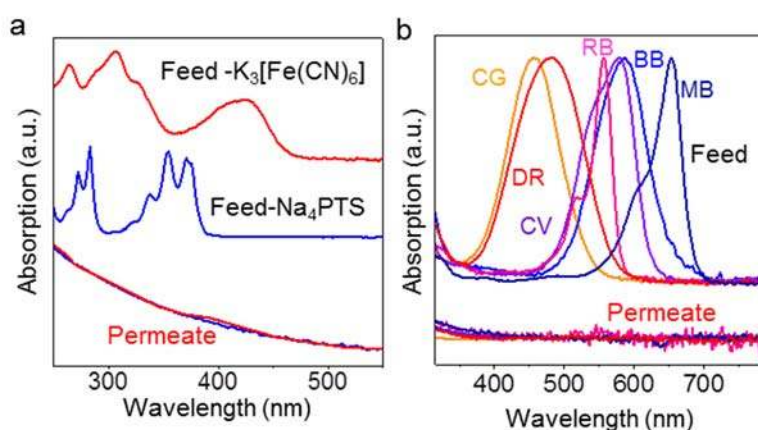 a
Feed -K₃[Fe(CN)₆]
Feed-Na₄PTS
Permeate
Absorption (a.u.)
300 400 500
Wavelength (nm)
b
RB BB
CG MB
Feed
DR
CV
Permeate
Absorption (a.u.)
400 500 600 700
Wavelength (nm)